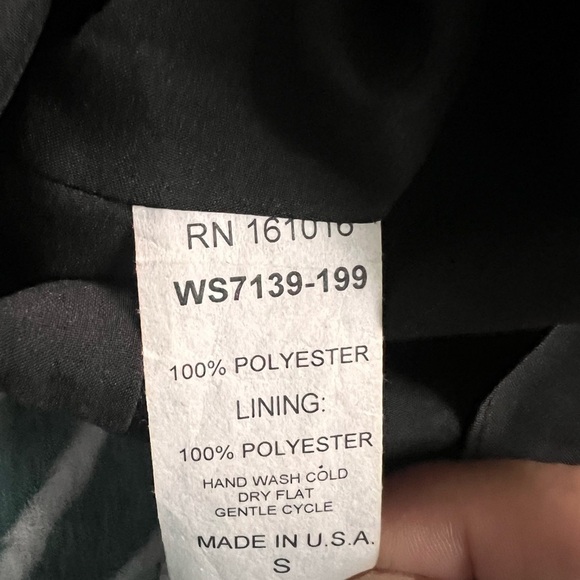 RN 161016
WS7139-199
100% POLYESTER
LINING:
100% POLYESTER
HAND WASH COLD
DRY FLAT
GENTLE CYCLE
MADE IN U.S.A.
S